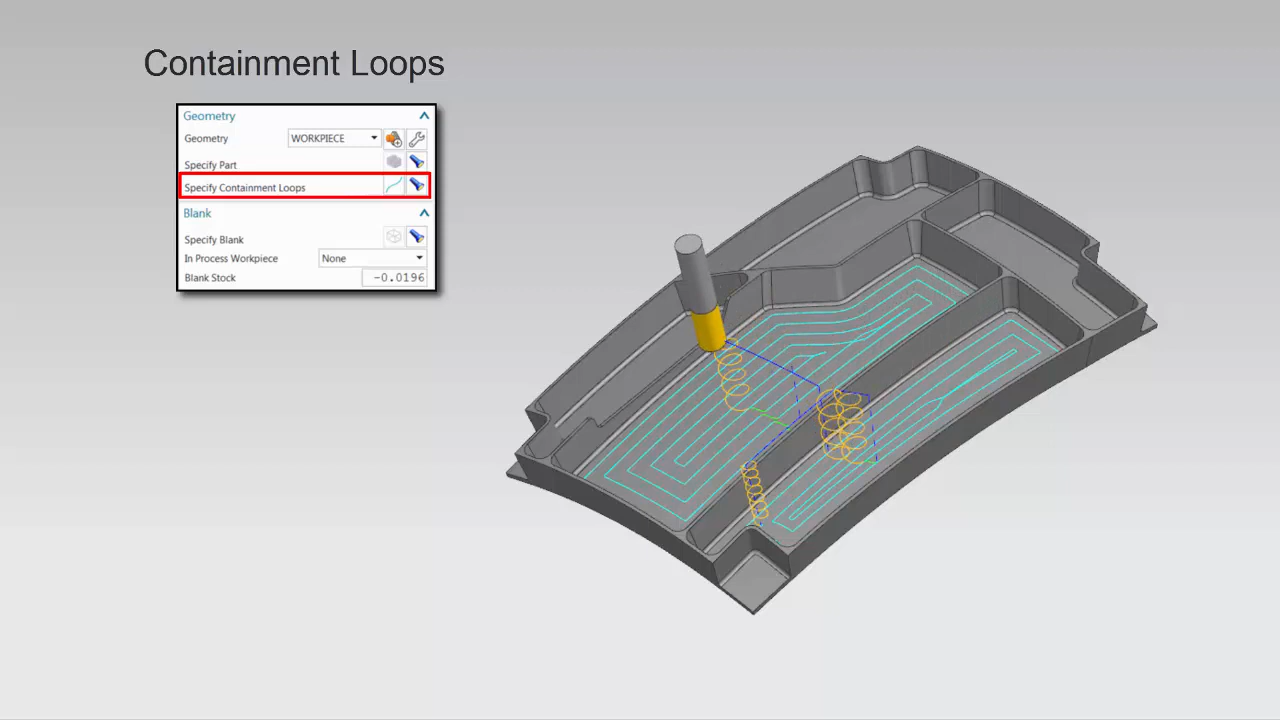 Containment Loops
Geometry
Geometry WORKPIECE
Specify Part
Specify Containment Loops
Blank
Specify Blank
In Process Workpiece None
Blank Stock -0.0196